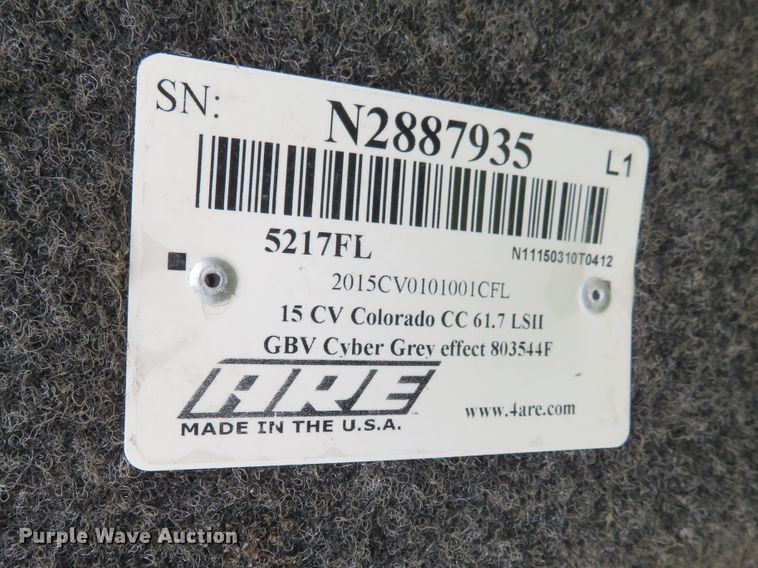 SN:
N2887935
L1
5217FL
N11150310T0412
2015CV0101001CFL
15 CV Colorado CC 61.7 LSII
GBV Cyber Grey effect 803544F
ARE
www.4are.com
MADE IN THE U.S.A.
Purple Wave Auction